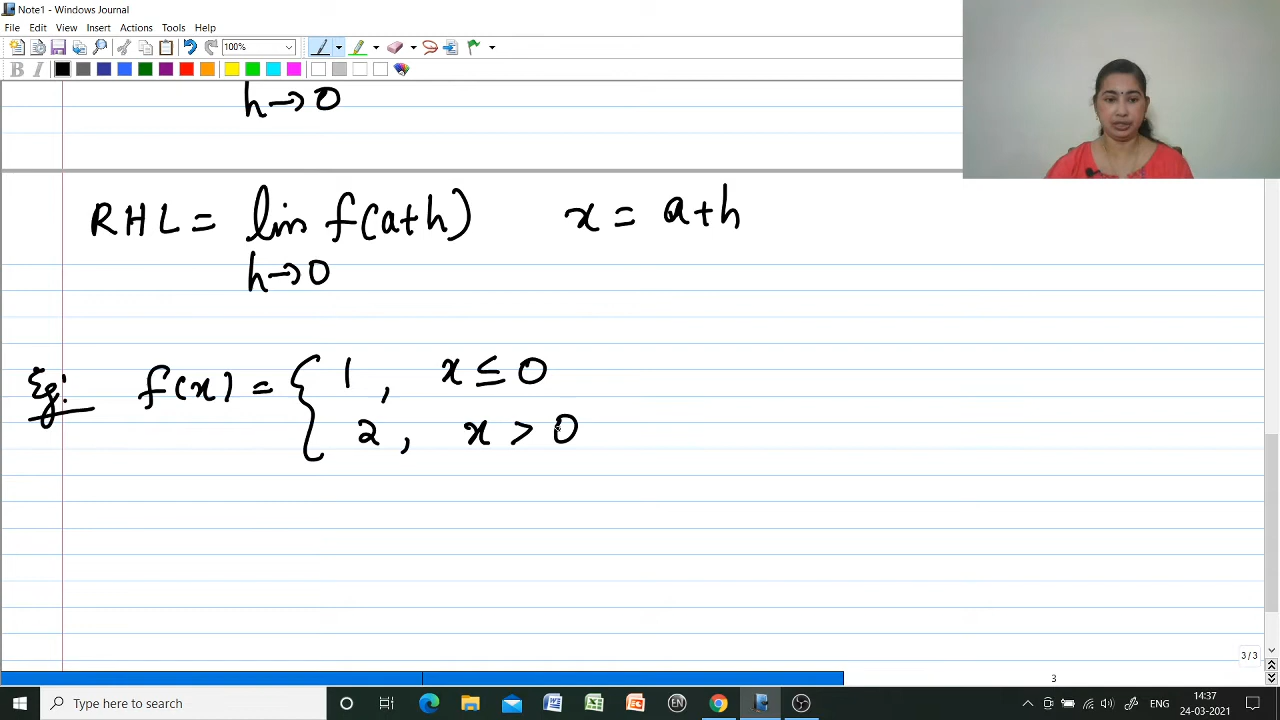 Note1 - Windows Journal
File Edit View Insert Actions Tools Help
100%
B I
h→0
RHL = lim f(a+h) x = a+h
h→0
Eg: f(x) = { 1, x ≤ 0
2, x > 0
3/3
3
Type here to search
EN
ENG
14:37
24-03-2021